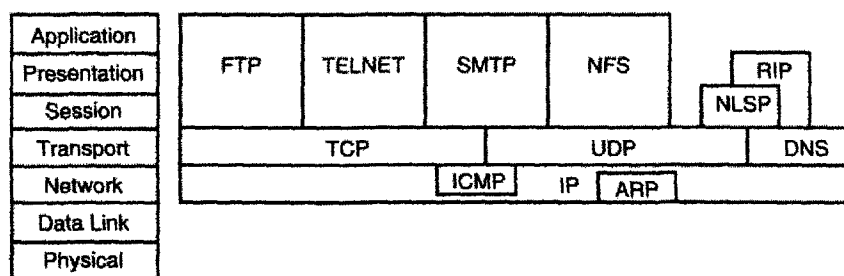 Application
Presentation
Session
Transport
Network
Data Link
Physical
FTP TELNET SMTP NFS RIP
NLSP
TCP UDP DNS
ICMP IP ARP